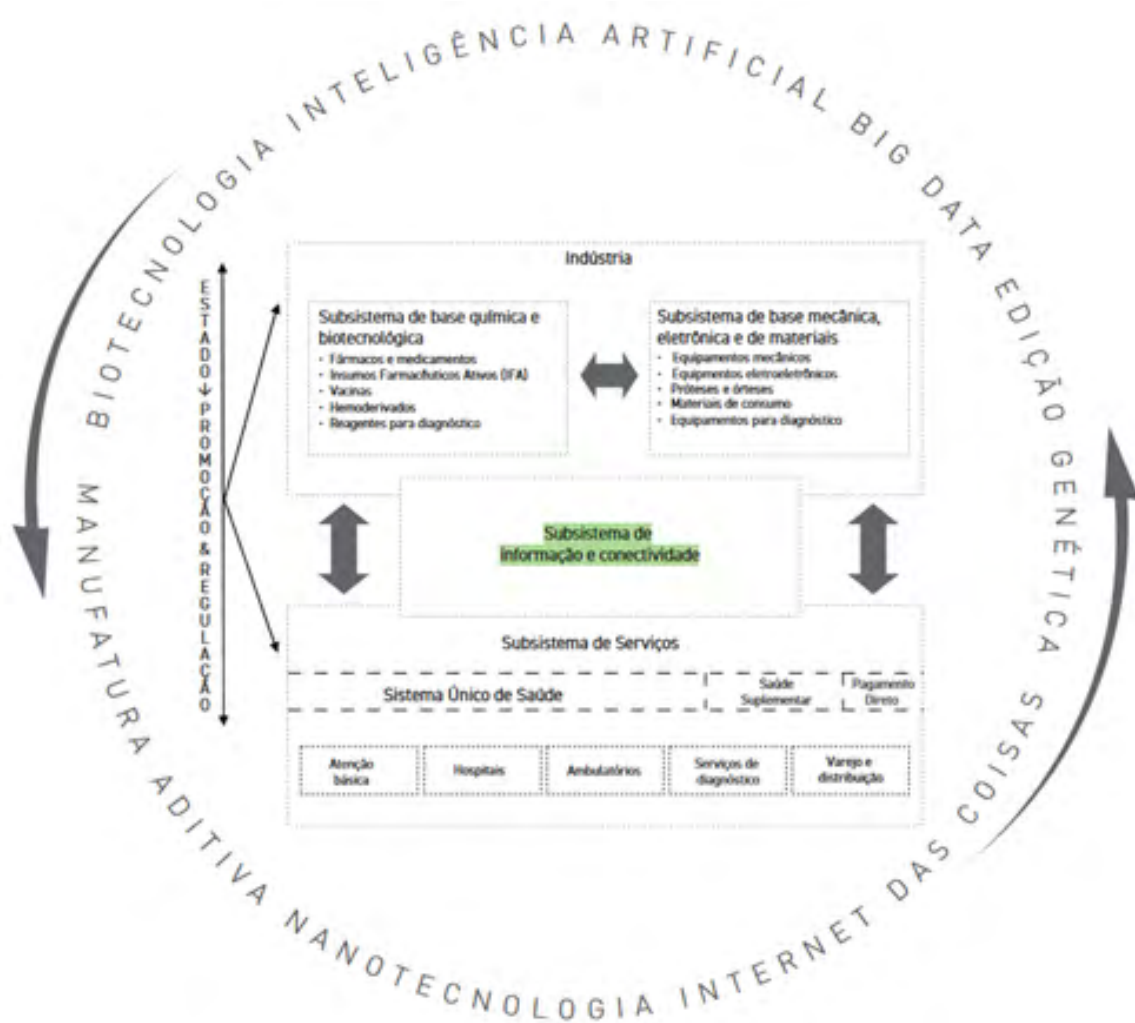 BIOTECNOLOGIA INTELIGÊNCIA ARTIFICIAL BIG DATA EDIÇÃO GENÉTICA
MANUFATURA ADITIVA NANOTECNOLOGIA INTERNET DAS COISAS
ESTADO → PROMOÇÃO & REGULAÇÃO
Indústria
Subsistema de base química e
biotecnológica
• Fármacos e medicamentos
• Insumos Farmacêuticos Ativos (IFA)
• Vacinas
• Hemoderivados
• Reagentes para diagnóstico
Subsistema de base mecânica,
eletrônica e de materiais
• Equipamentos mecânicos
• Equipmentos eletroeletrônicos
• Próteses e órteses
• Materiais de consumo
• Equipamentos para diagnóstico
Subsistema de
informação e conectividade
Subsistema de Serviços
Sistema Único de Saúde
Saúde
Suplementar
Pagamento
Direto
Atenção
básica
Hospitais
Ambulatórios
Serviços de
diagnóstico
Varejo e
distribuição